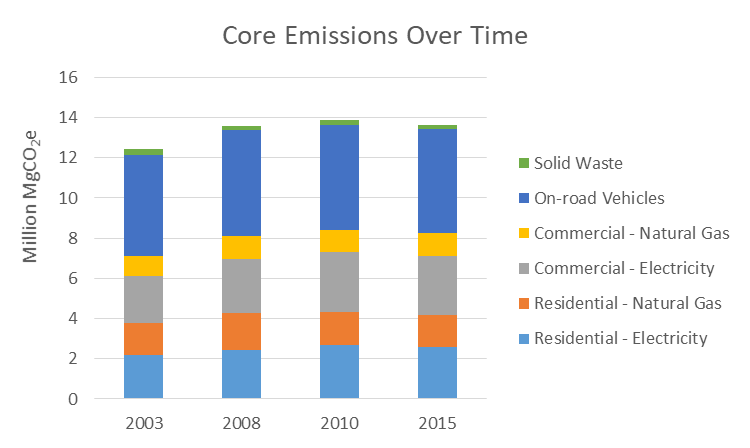 Core Emissions Over Time
Million MgCO₂e
16
14
12
10
8
6
4
2
0
2003 2008 2010 2015
Solid Waste
On-road Vehicles
Commercial - Natural Gas
Commercial - Electricity
Residential - Natural Gas
Residential - Electricity